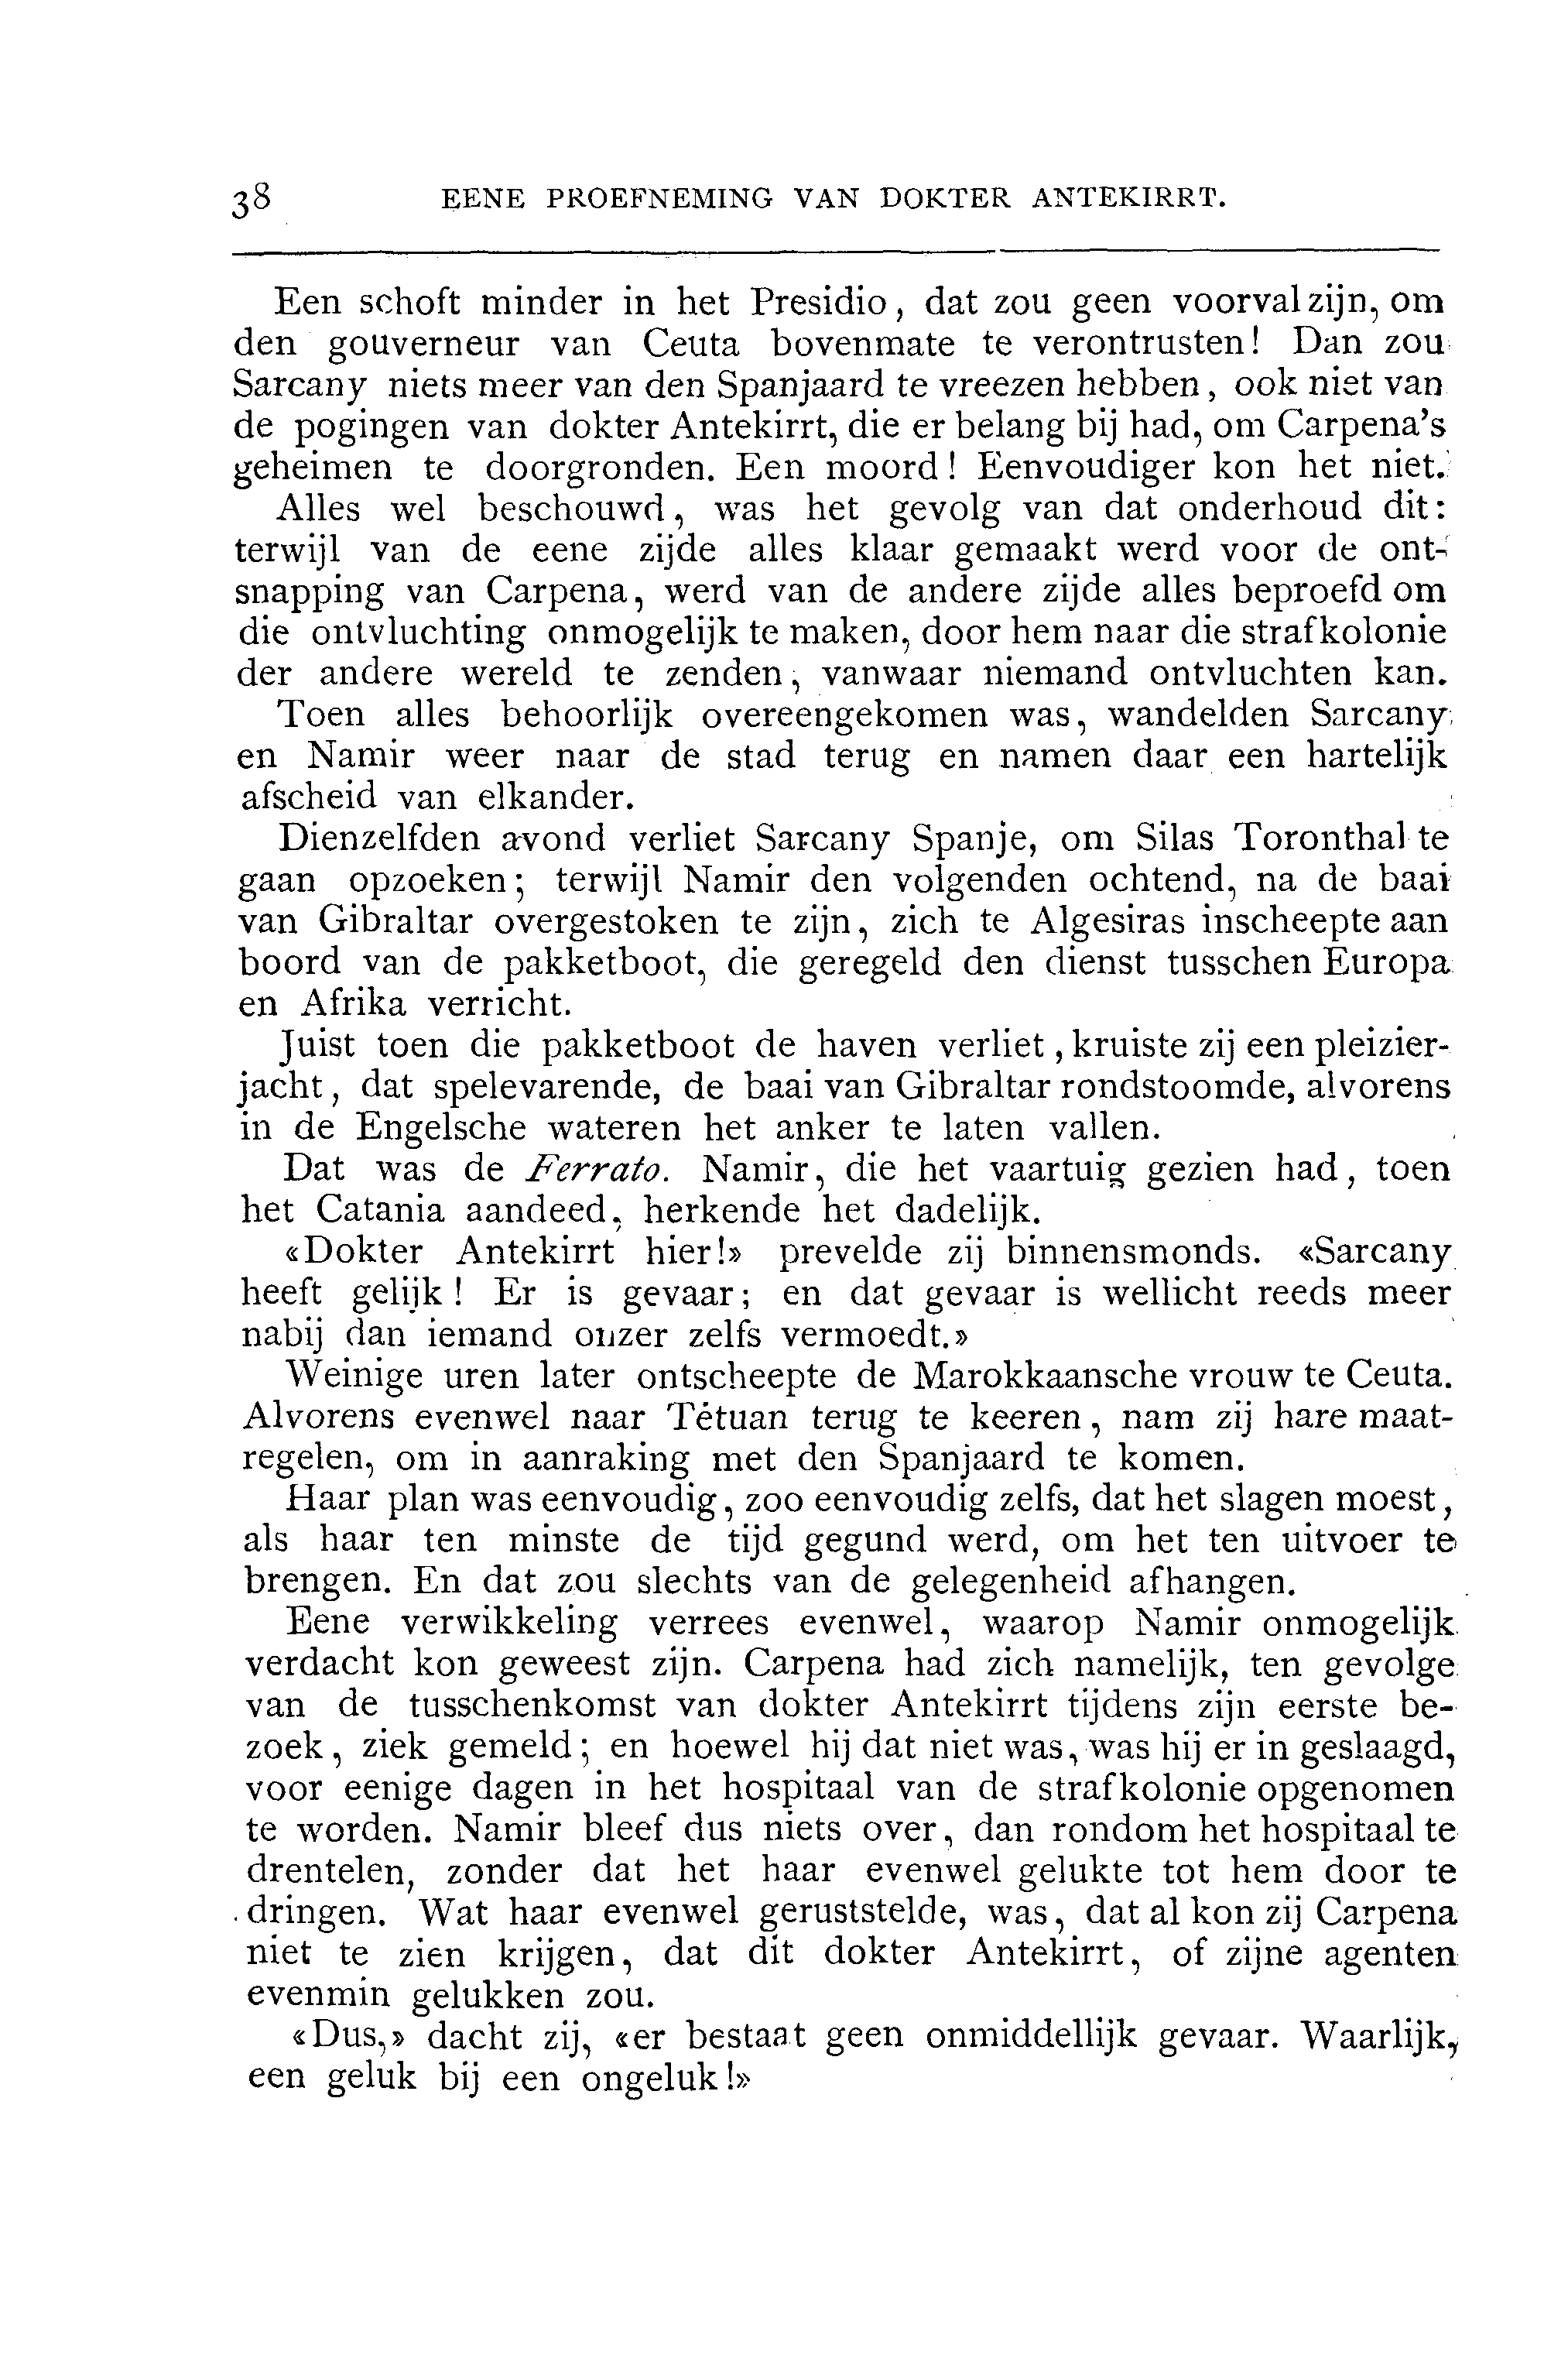 38 EENE PROEFNEMING VAN DOKTER ANTEKIRRT.
Een schoft minder in het Presidio, dat zou geen voorval zijn, om
den gouverneur van Ceuta bovenmate te verontrusten! Dan zou
Sarcany niets meer van den Spanjaard te vreezen hebben, ook niet van
de pogingen van dokter Antekirrt, die er belang bij had, om Carpena's
geheimen te doorgronden. Een moord! Eenvoudiger kon het niet.
Alles wel beschouwd, was het gevolg van dat onderhoud dit:
terwijl van de eene zijde alles klaar gemaakt werd voor de ont-
snapping van Carpena, werd van de andere zijde alles beproefd om
die ontvluchting onmogelijk te maken, door hem naar die strafkolonie
der andere wereld te zenden, vanwaar niemand ontvluchten kan.
Toen alles behoorlijk overeengekomen was, wandelden Sarcany
en Namir weer naar de stad terug en namen daar een hartelijk
afscheid van elkander.
Dienzelfden avond verliet Sarcany Spanje, om Silas Toronthal te
gaan opzoeken; terwijl Namir den volgenden ochtend, na de baai
van Gibraltar overgestoken te zijn, zich te Algesiras inscheepte aan
boord van de pakketboot, die geregeld den dienst tusschen Europa
en Afrika verricht.
Juist toen die pakketboot de haven verliet, kruiste zij een pleizier-
jacht, dat spelevarende, de baai van Gibraltar rondstoomde, alvorens
in de Engelsche wateren het anker te laten vallen.
Dat was de Ferrato. Namir, die het vaartuig gezien had, toen
het Catania aandeed, herkende het dadelijk.
«Dokter Antekirrt hier!» prevelde zij binnensmonds. «Sarcany
heeft gelijk! Er is gevaar; en dat gevaar is wellicht reeds meer
nabij dan iemand onzer zelfs vermoedt.»
Weinige uren later ontscheepte de Marokkaansche vrouw te Ceuta.
Alvorens evenwel naar Tétuan terug te keeren, nam zij hare maat-
regelen, om in aanraking met den Spanjaard te komen.
Haar plan was eenvoudig, zoo eenvoudig zelfs, dat het slagen moest,
als haar ten minste de tijd gegund werd, om het ten uitvoer te
brengen. En dat zou slechts van de gelegenheid afhangen.
Eene verwikkeling verrees evenwel, waarop Namir onmogelijk
verdacht kon geweest zijn. Carpena had zich namelijk, ten gevolge
van de tusschenkomst van dokter Antekirrt tijdens zijn eerste be-
zoek, ziek gemeld; en hoewel hij dat niet was, was hij er in geslaagd,
voor eenige dagen in het hospitaal van de strafkolonie opgenomen
te worden. Namir bleef dus niets over, dan rondom het hospitaal te
drentelen, zonder dat het haar evenwel gelukte tot hem door te
dringen. Wat haar evenwel geruststelde, was, dat al kon zij Carpena
niet te zien krijgen, dat dit dokter Antekirrt, of zijne agenten
evenmin gelukken zou.
«Dus,» dacht zij, «er bestaat geen onmiddellijk gevaar. Waarlijk,
een geluk bij een ongeluk!»